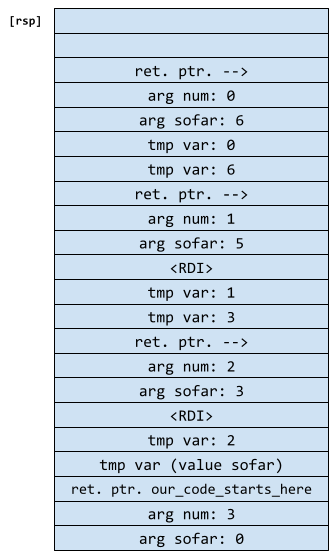 [rsp]
ret. ptr. -->
arg num: 0
arg sofar: 6
tmp var: 0
tmp var: 6
ret. ptr. -->
arg num: 1
arg sofar: 5
<RDI>
tmp var: 1
tmp var: 3
ret. ptr. -->
arg num: 2
arg sofar: 3
<RDI>
tmp var: 2
tmp var (value sofar)
ret. ptr. our_code_starts_here
arg num: 3
arg sofar: 0